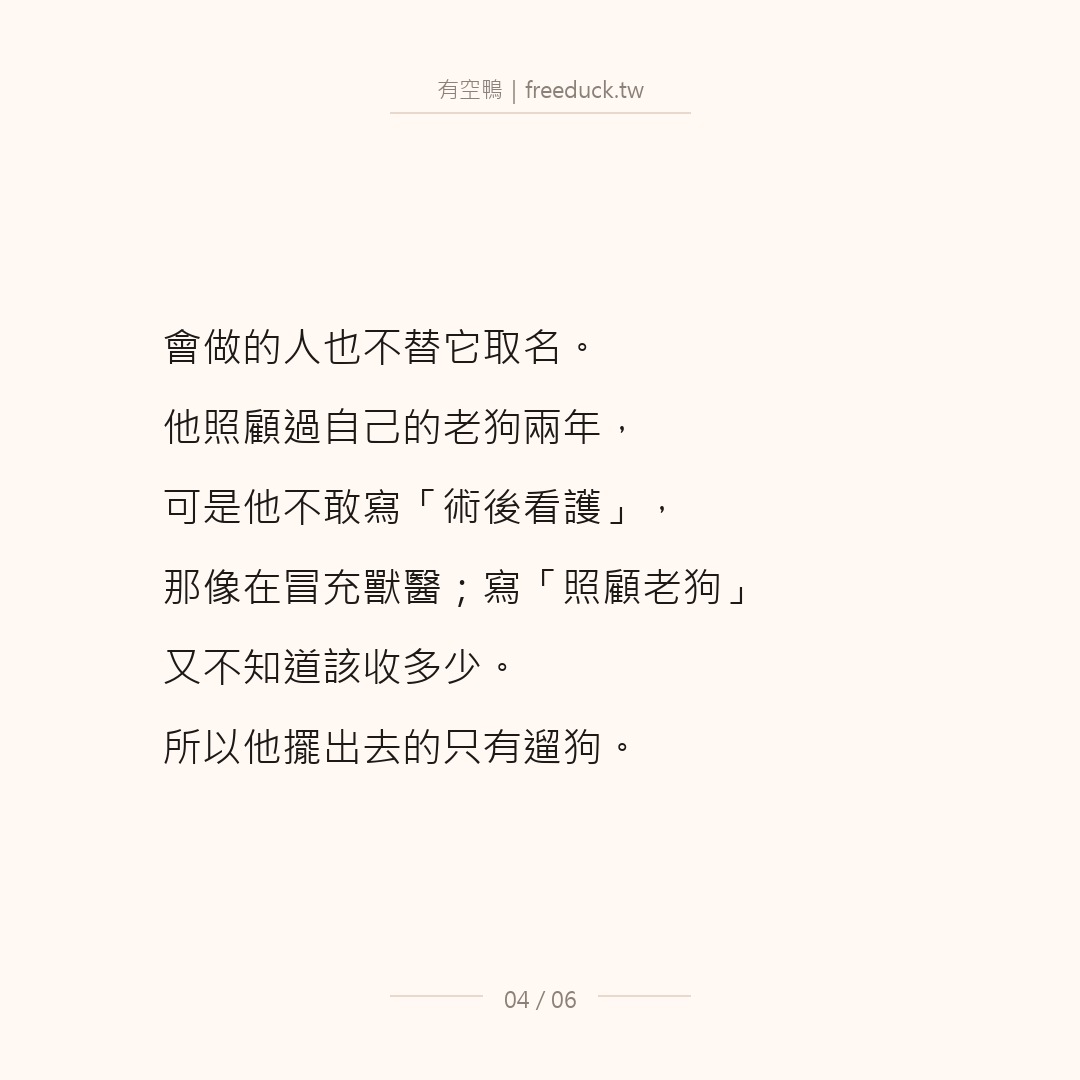 有空鴨 | freeduck.tw
會做的人也不替它取名。
他照顧過自己的老狗兩年，
可是他不敢寫「術後看護」，
那像在冒充獸醫；寫「照顧老狗」
又不知道該收多少。
所以他擺出去的只有遛狗。
04 / 06